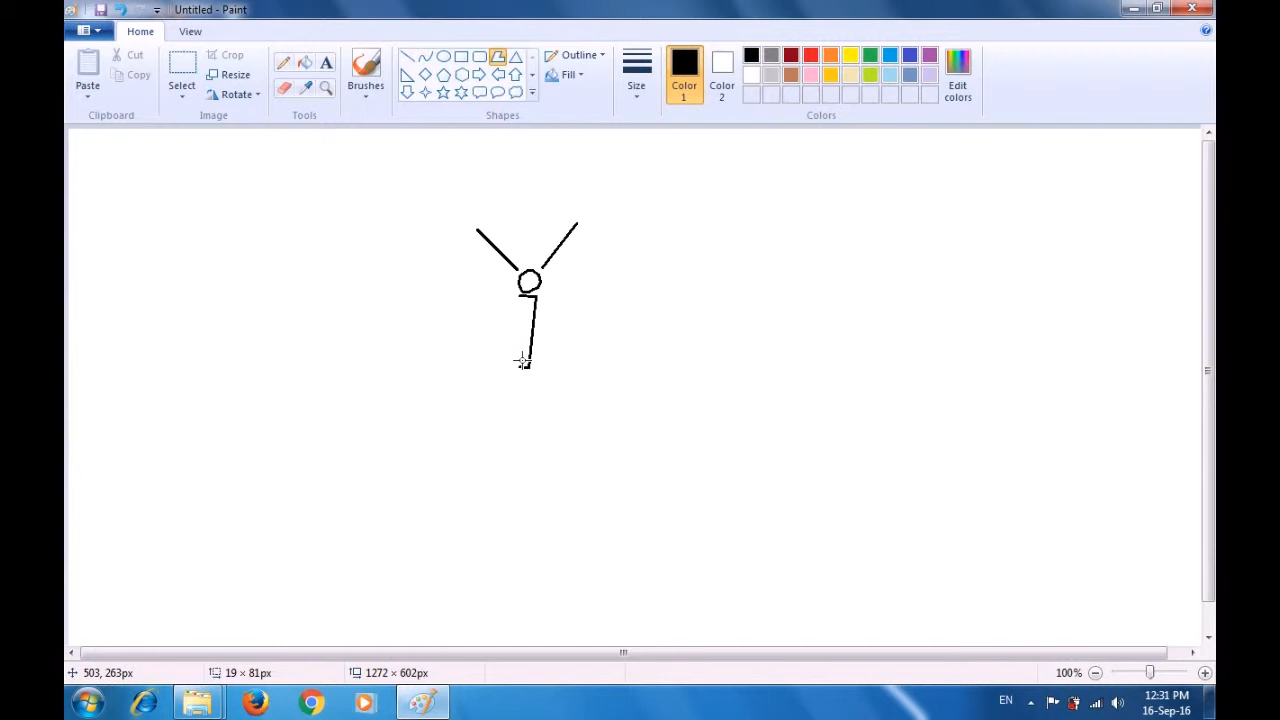 Untitled - Paint
Home View
Paste
Cut
Copy
Clipboard
Select
Crop
Resize
Rotate
Image
A
Tools
Brushes
Shapes
Outline
Fill
Size
Color 1
Color 2
Edit colors
Colors
503, 263px 19 × 81px 1272 × 602px 100%
EN 12:31 PM
16-Sep-16